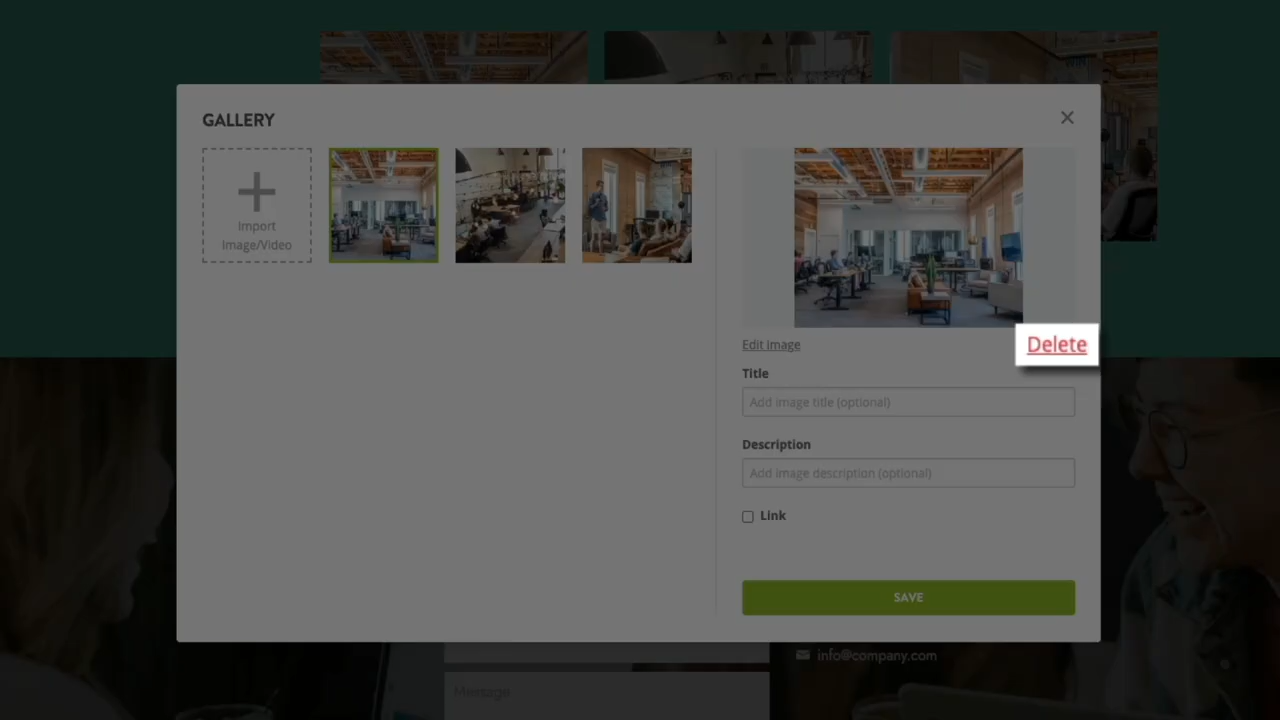 GALLERY
Import
Image/Video
Edit Image
Delete
Title
Add image title (optional)
Description
Add image description (optional)
Link
SAVE
info@company.com
Message